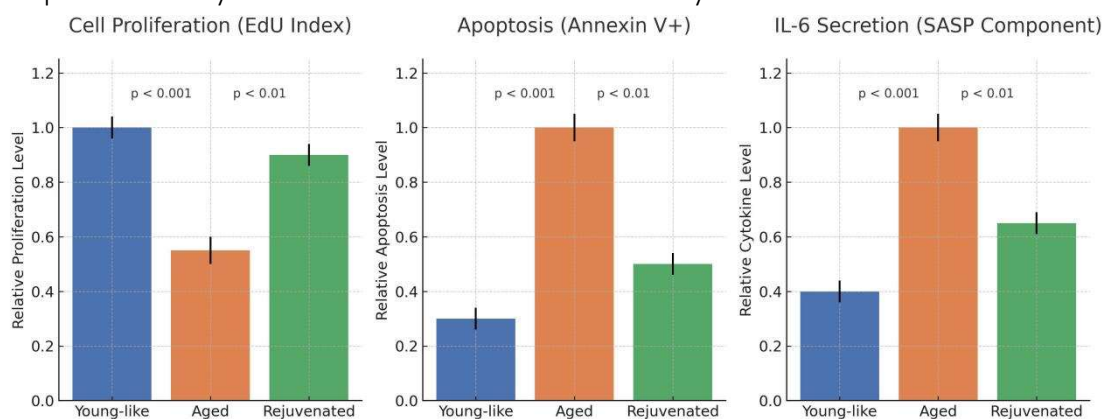 Cell Proliferation (EdU Index)
1.2
1.0
0.8
0.6
0.4
0.2
0.0
Relative Proliferation Level
p < 0.001 p < 0.01
Young-like Aged Rejuvenated
Apoptosis (Annexin V+)
1.2
1.0
0.8
0.6
0.4
0.2
0.0
Relative Apoptosis Level
p < 0.001 p < 0.01
Young-like Aged Rejuvenated
IL-6 Secretion (SASP Component)
1.2
1.0
0.8
0.6
0.4
0.2
0.0
Relative Cytokine Level
p < 0.001 p < 0.01
Young-like Aged Rejuvenated